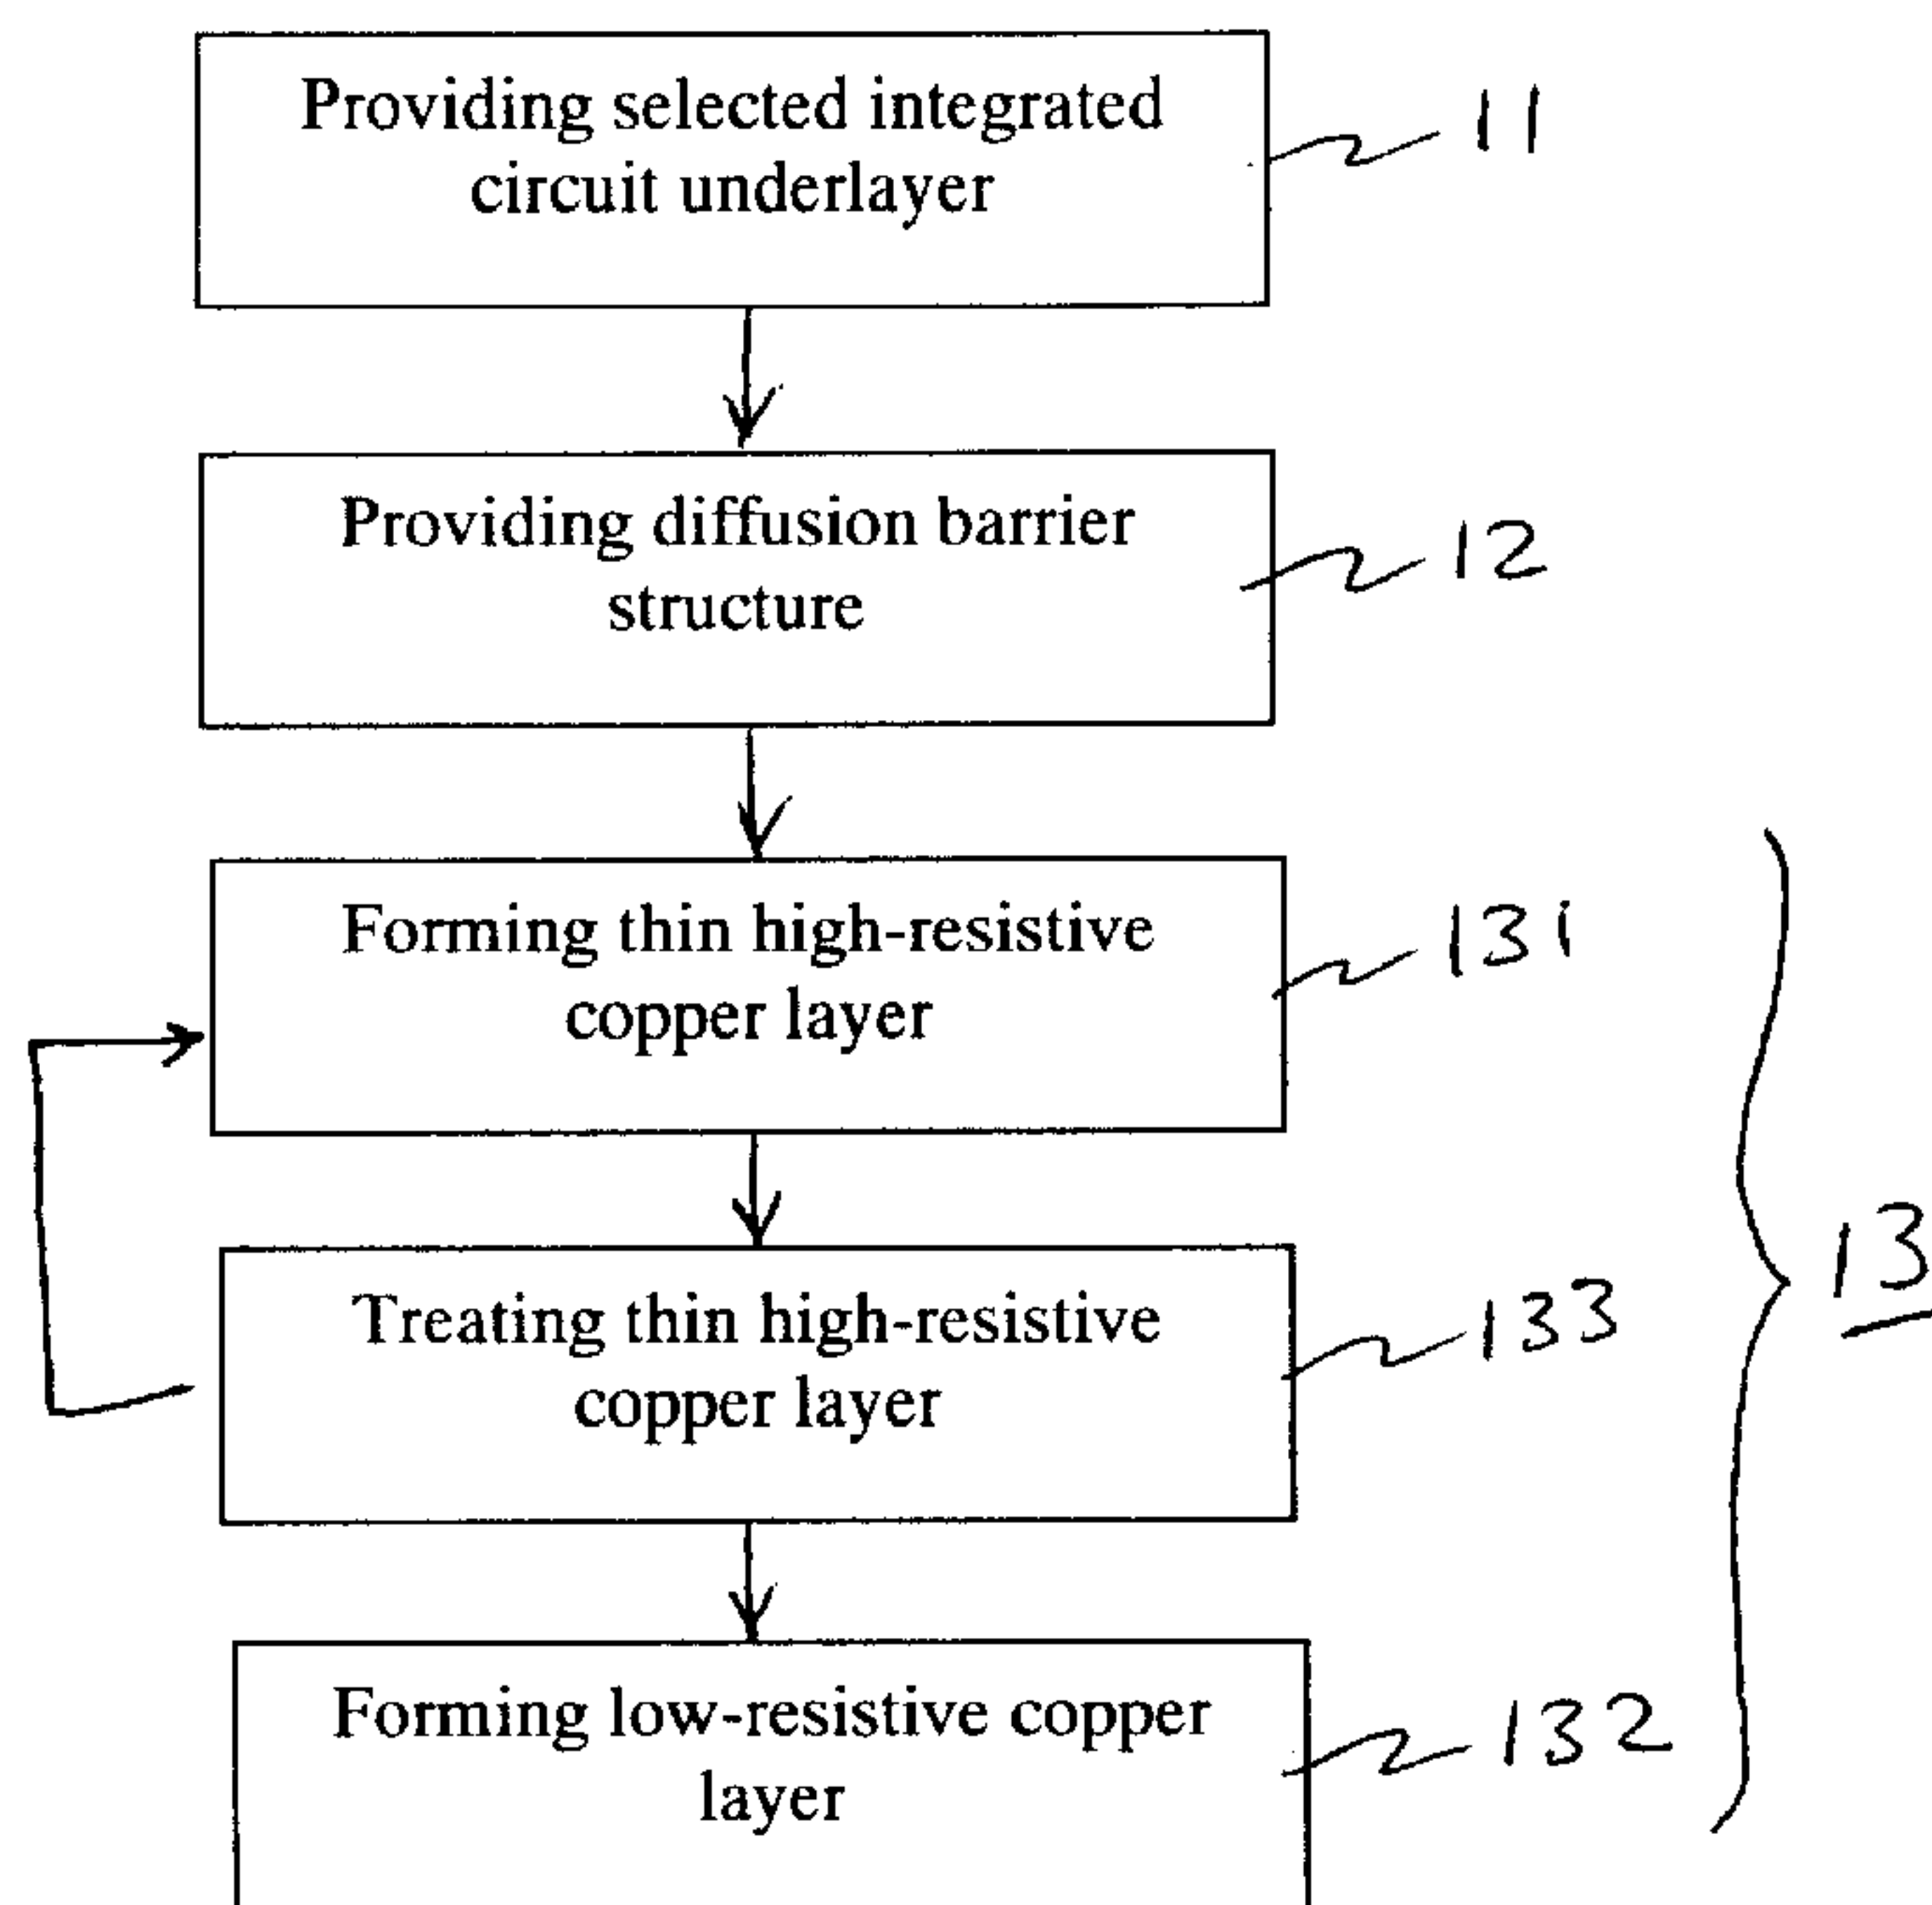 Providing selected integrated
circuit underlayer
11
Providing diffusion barrier
structure
12
Forming thin high-resistive
copper layer
131
13
Treating thin high-resistive
copper layer
133
Forming low-resistive copper
layer
132